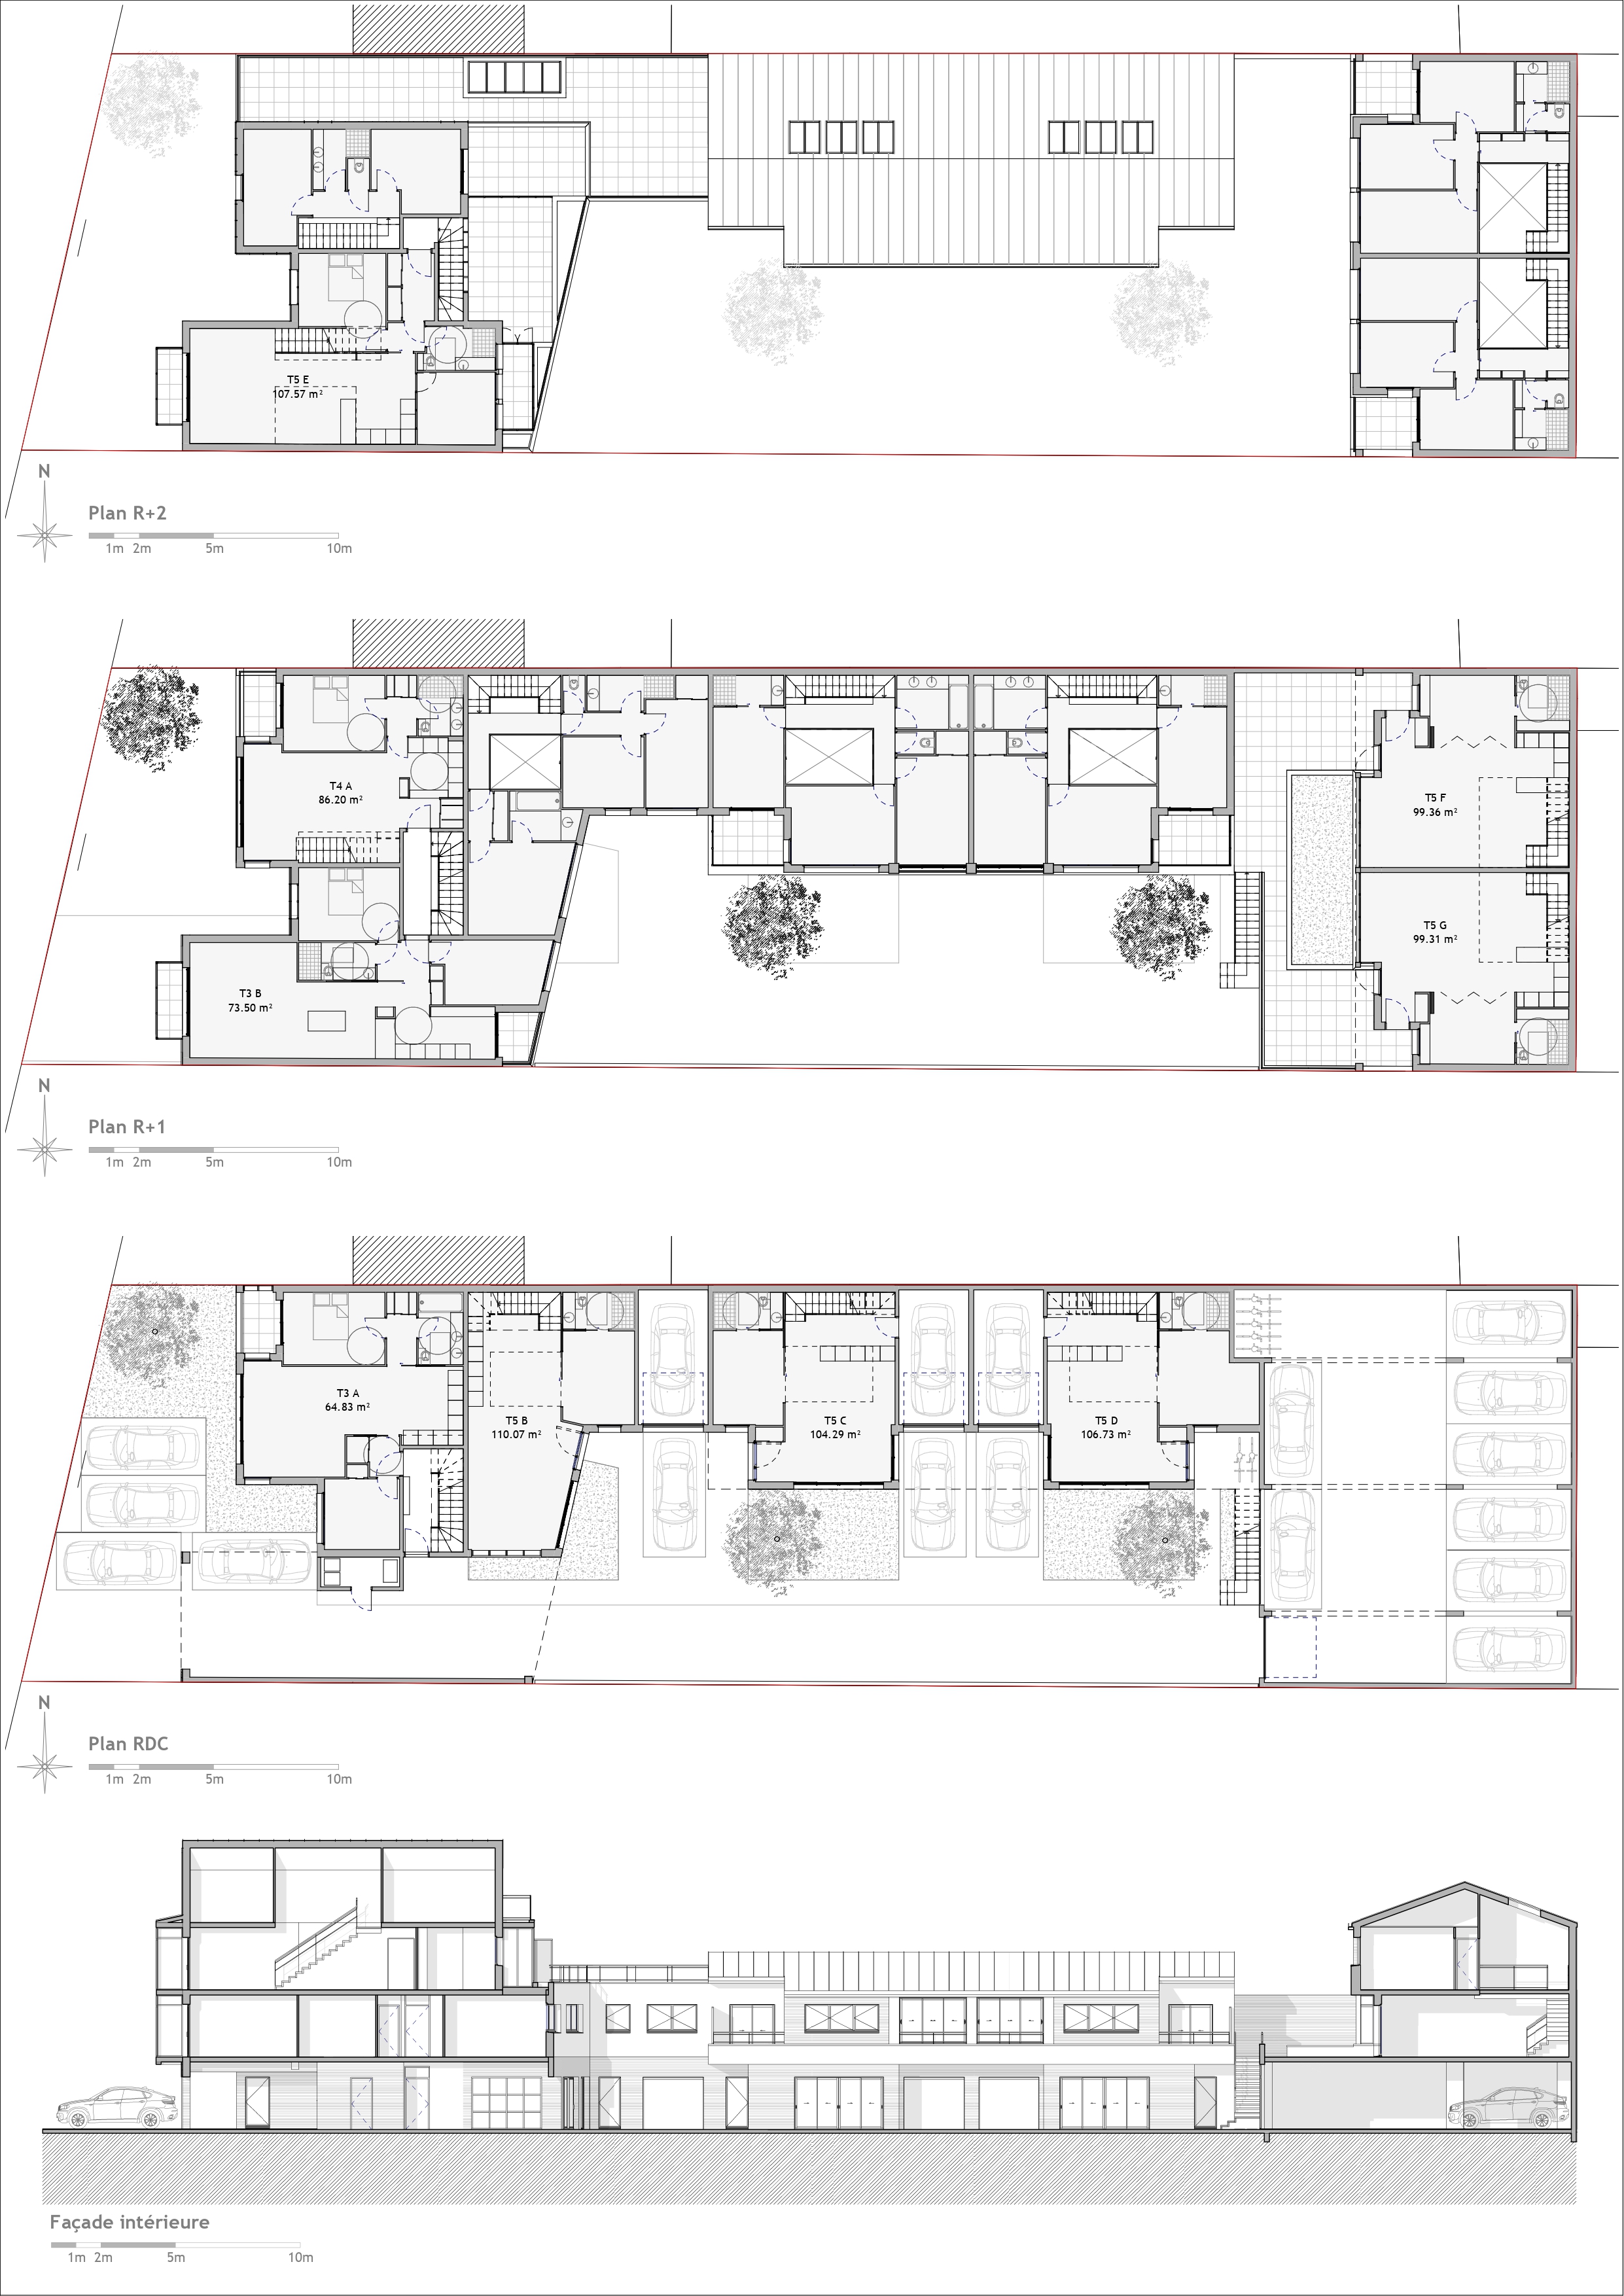 T5 E
107.57 m²
N
Plan R+2
1m 2m 5m 10m
T4 A
86.20 m²
T5 F
99.36 m²
T5 G
99.31 m²
T3 B
73.50 m²
N
Plan R+1
1m 2m 5m 10m
T3 A
64.83 m²
T5 B
110.07 m²
T5 C
104.29 m²
T5 D
106.73 m²
N
Plan RDC
1m 2m 5m 10m
Façade intérieure
1m 2m 5m 10m